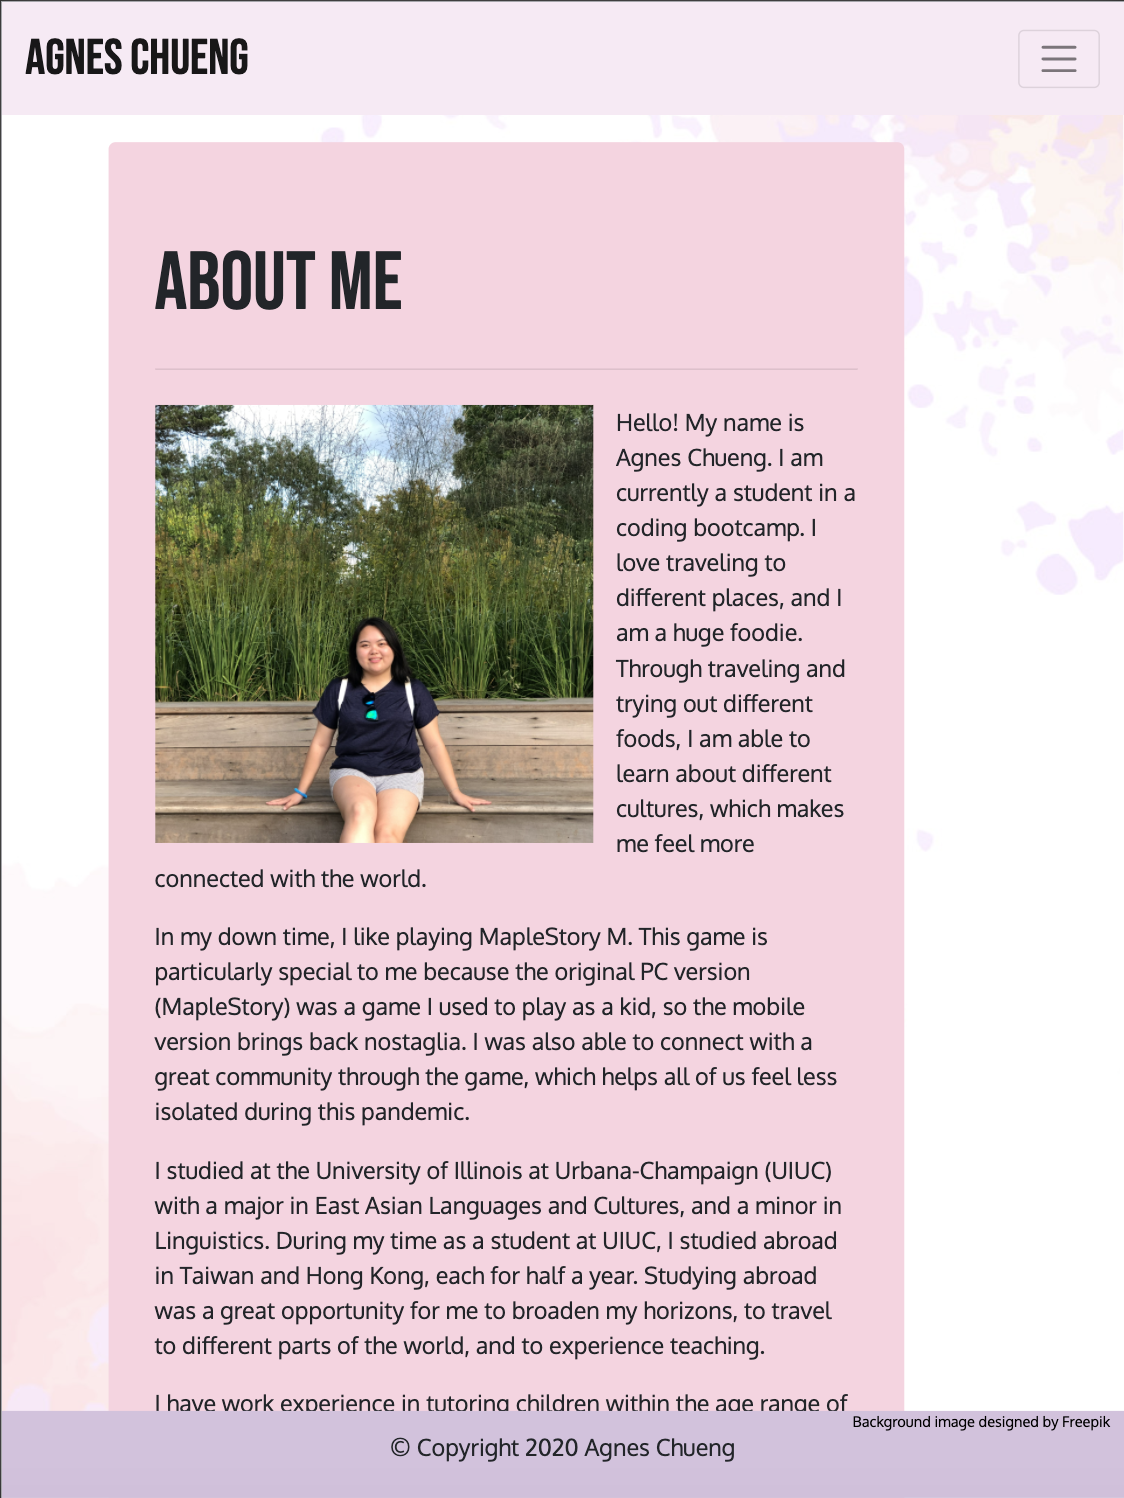 AGNES CHUENG
ABOUT ME
Hello! My name is
Agnes Chueng. I am
currently a student in a
coding bootcamp. I
love traveling to
different places, and I
am a huge foodie.
Through traveling and
trying out different
foods, I am able to
learn about different
cultures, which makes
me feel more
connected with the world.
In my down time, I like playing MapleStory M. This game is
particularly special to me because the original PC version
(MapleStory) was a game I used to play as a kid, so the mobile
version brings back nostaglia. I was also able to connect with a
great community through the game, which helps all of us feel less
isolated during this pandemic.
I studied at the University of Illinois at Urbana-Champaign (UIUC)
with a major in East Asian Languages and Cultures, and a minor in
Linguistics. During my time as a student at UIUC, I studied abroad
in Taiwan and Hong Kong, each for half a year. Studying abroad
was a great opportunity for me to broaden my horizons, to travel
to different parts of the world, and to experience teaching.
I have work experience in tutoring children within the age range of
Background image designed by Freepik
© Copyright 2020 Agnes Chueng